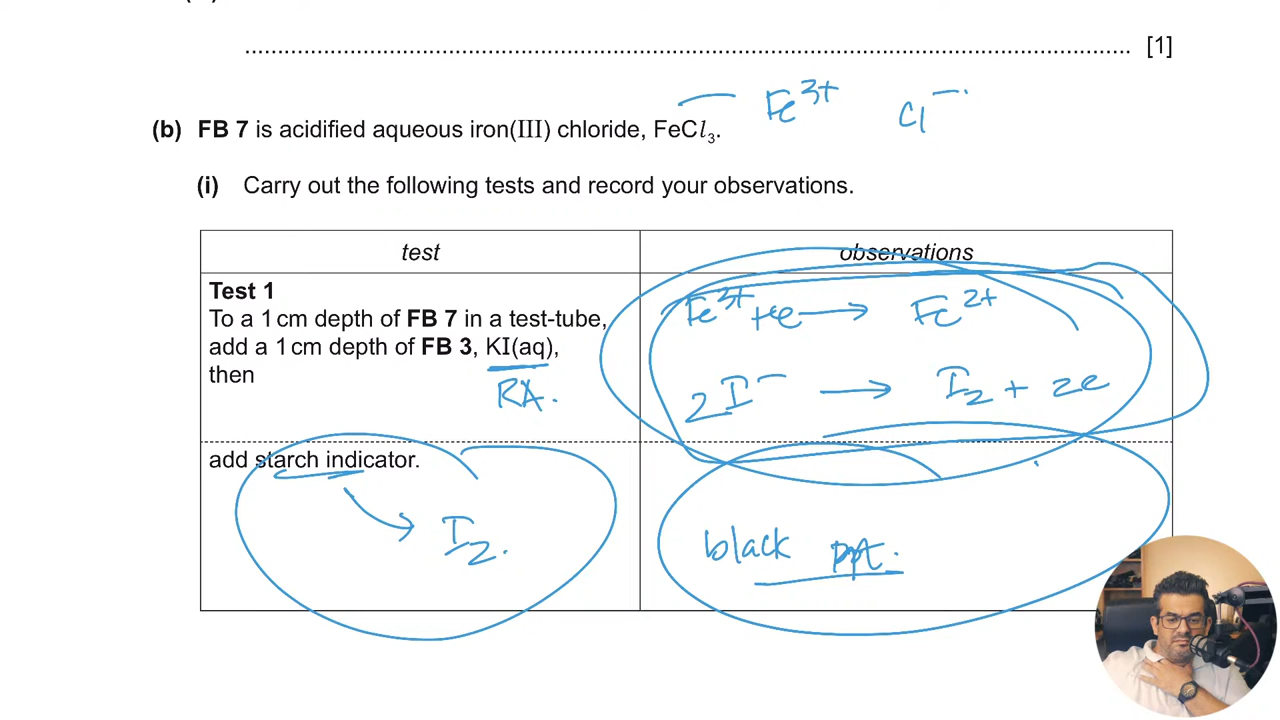 [1]
Fe3+ Cl–
(b) FB 7 is acidified aqueous iron(III) chloride, FeCl3.
(i) Carry out the following tests and record your observations.
test
observations
Test 1
To a 1 cm depth of FB 7 in a test-tube,
add a 1 cm depth of FB 3, KI(aq),
then
RA.
Fe3+ +e → Fe2+
2I– → I2 + 2e
add starch indicator.
I2.
black ppt.